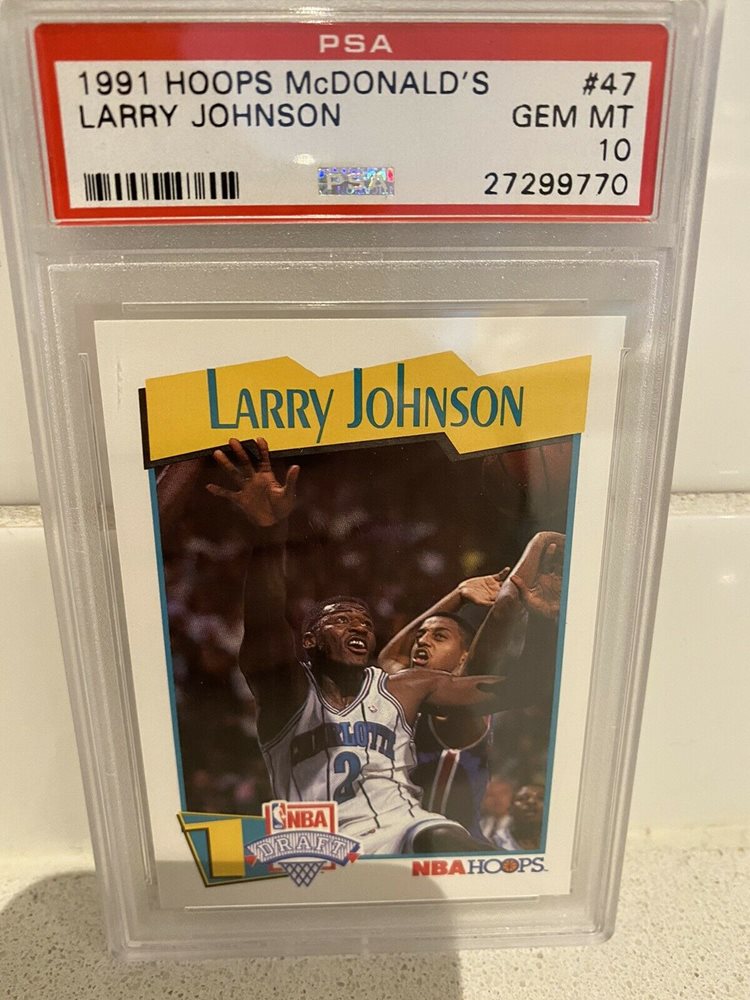 PSA
1991 HOOPS McDONALD'S #47
LARRY JOHNSON GEM MT
10
PSA 27299770
LARRY JOHNSON
CHARLOTTE
2
1 NBA
DRAFT
NBA HOOPS